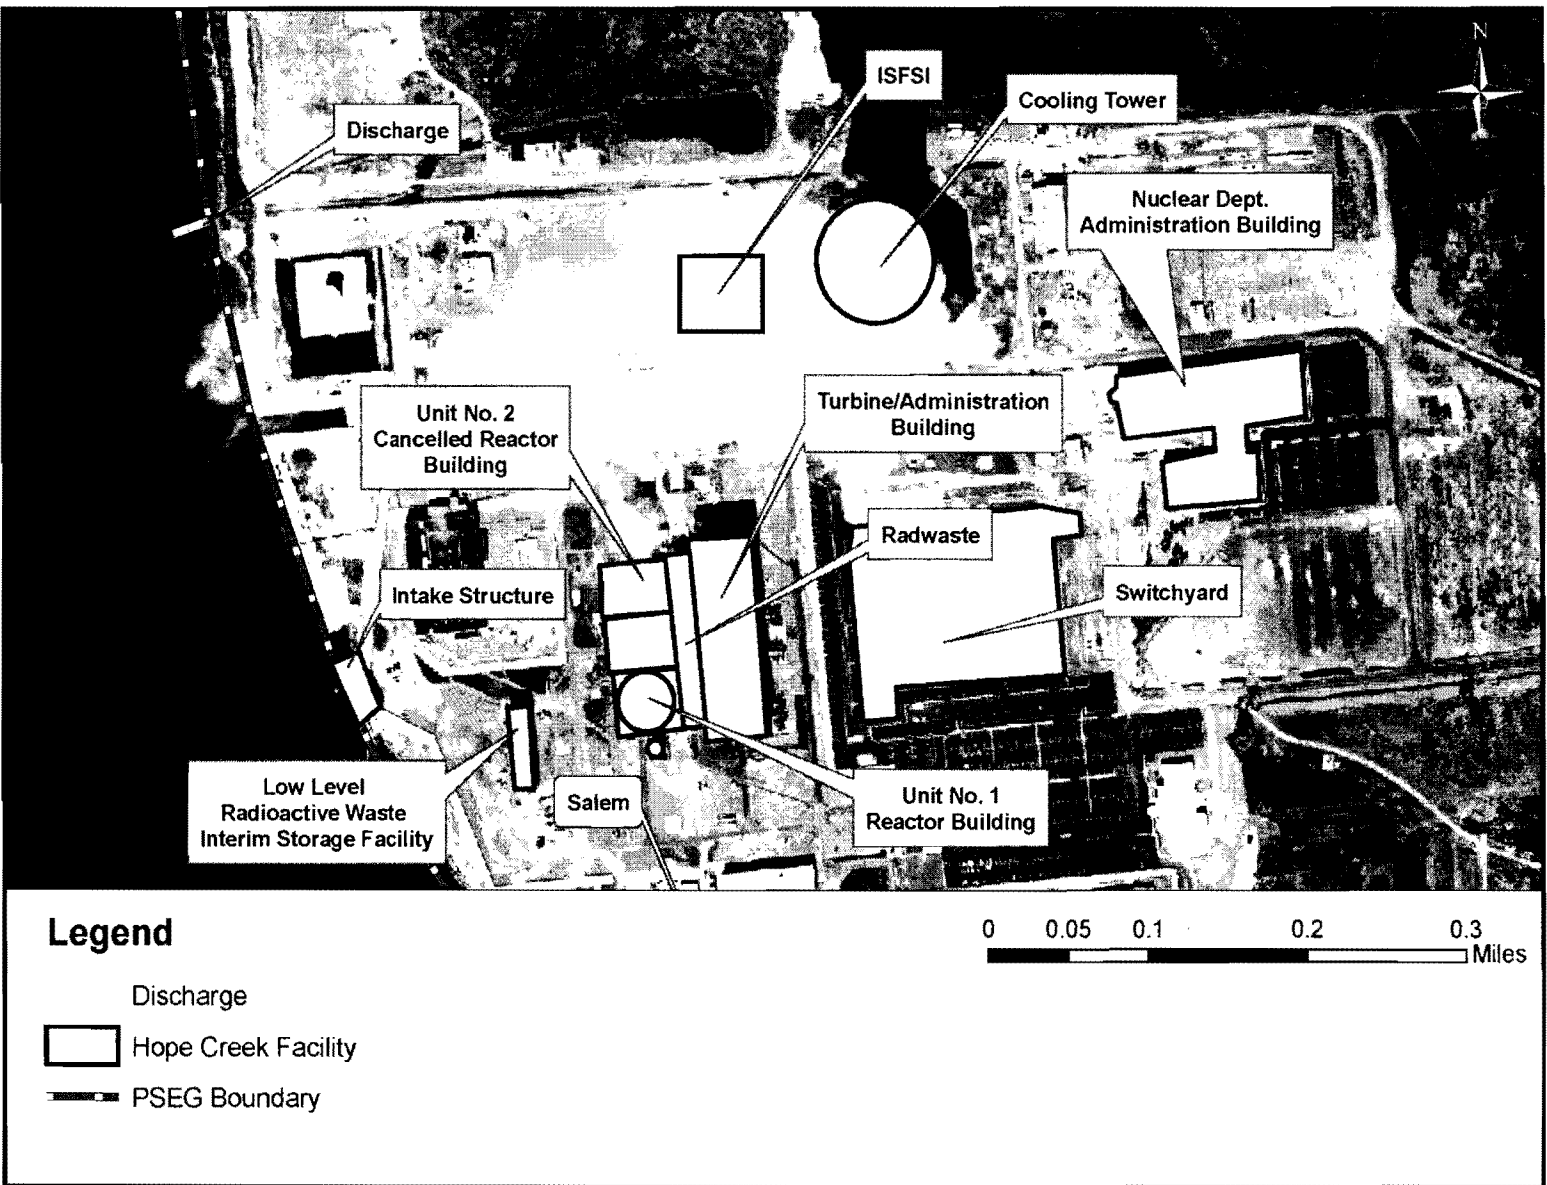 N
ISFSI
Cooling Tower
Discharge
Nuclear Dept.
Administration Building
Unit No. 2
Cancelled Reactor
Building
Turbine/Administration
Building
Radwaste
Intake Structure
Switchyard
Low Level
Radioactive Waste
Interim Storage Facility
Salem
Unit No. 1
Reactor Building
Legend
Discharge
Hope Creek Facility
PSEG Boundary
0 0.05 0.1 0.2 0.3
Miles